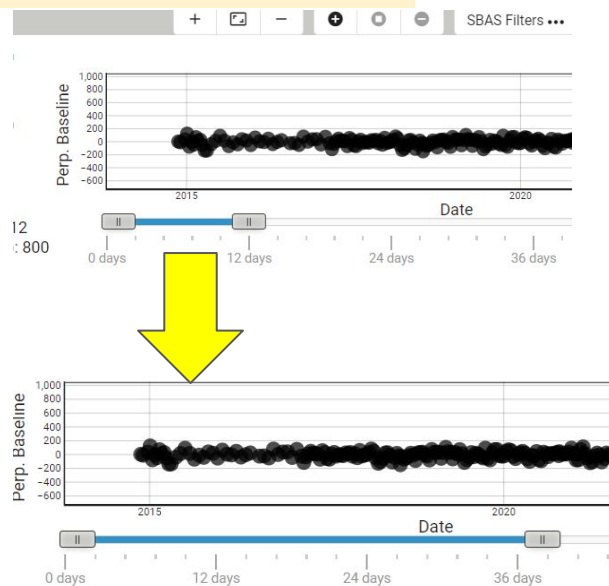 SBAS Filters •••
Perp. Baseline
1,000
800
600
400
200
0
−200
−400
−600
2015
2020
Date
12
: 800
0 days
12 days
24 days
36 days
Perp. Baseline
1,000
800
600
400
200
0
−200
−400
−600
2015
2020
Date
0 days
12 days
24 days
36 days